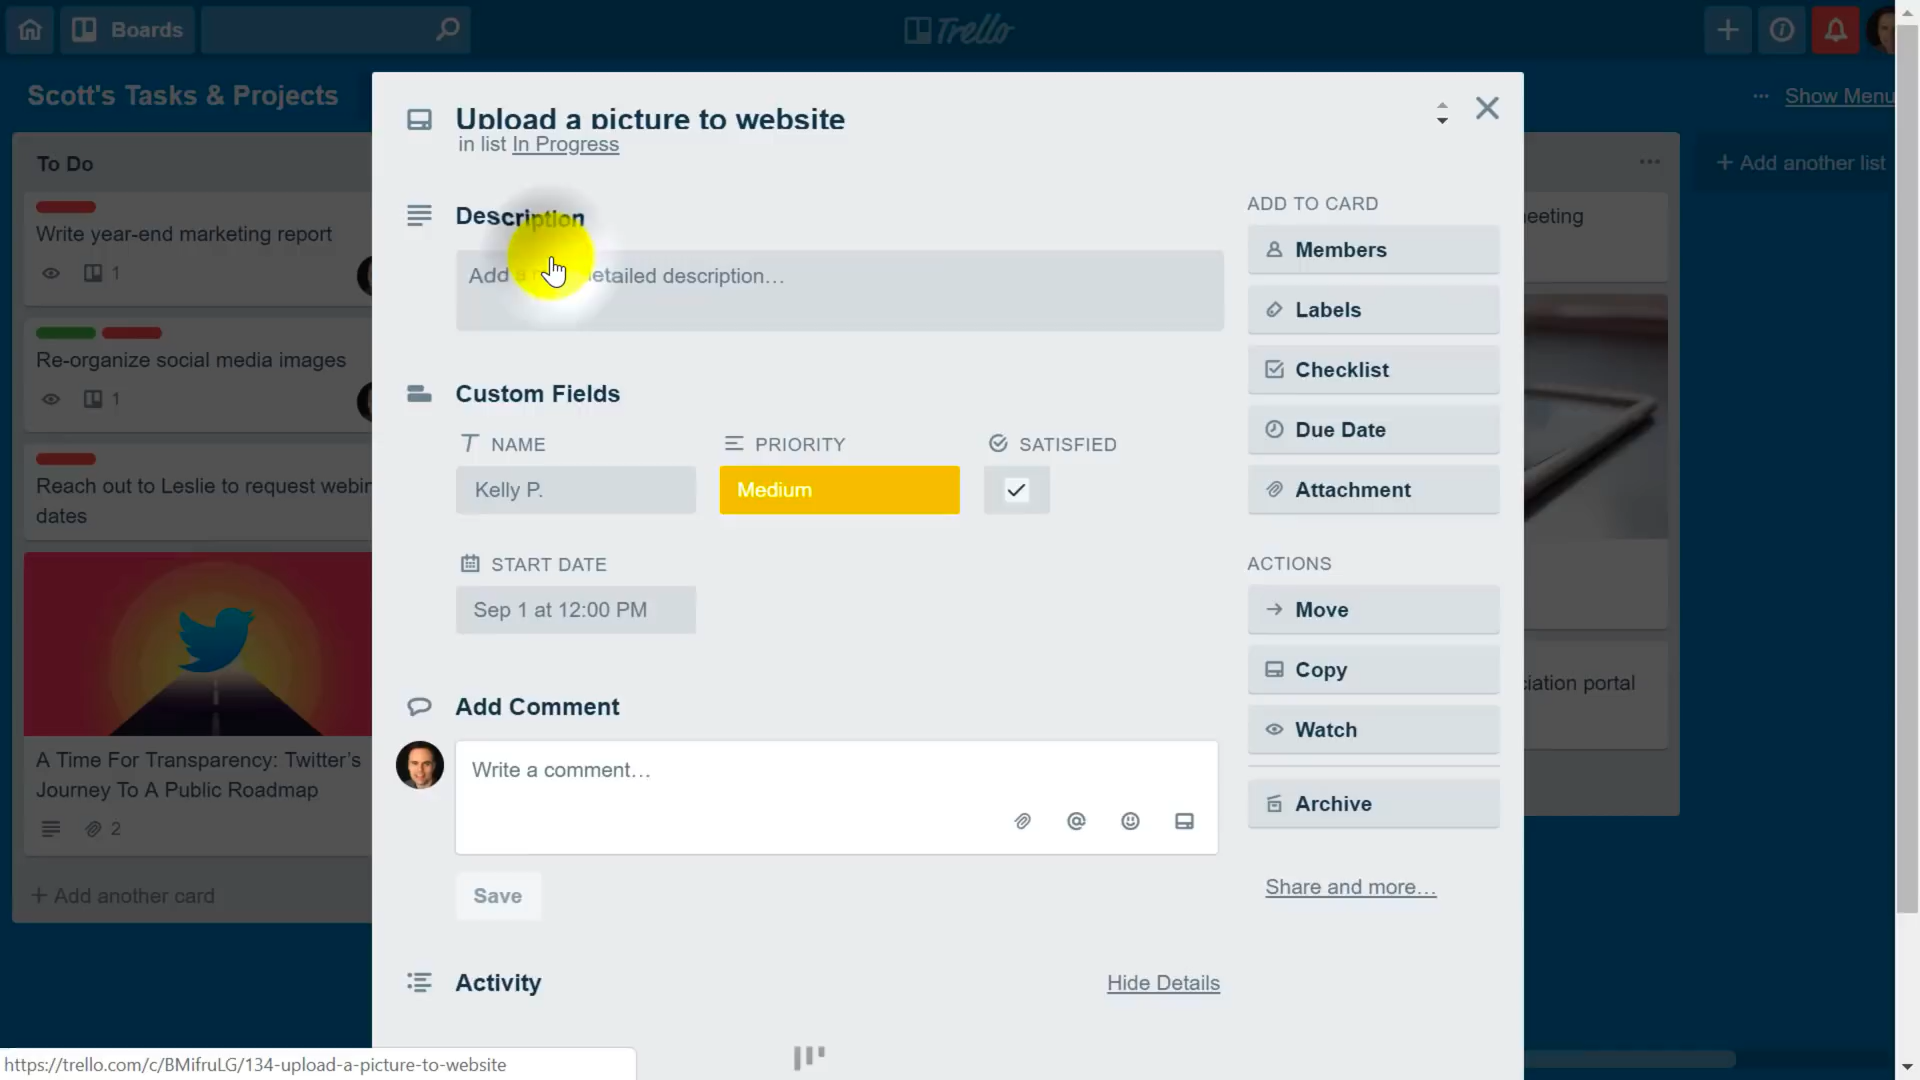 Boards
Trello
Scott's Tasks & Projects
... Show Menu
To Do
Write year-end marketing report
1
Re-organize social media images
1
Reach out to Leslie to request webin
dates
A Time For Transparency: Twitter's
Journey To A Public Roadmap
2
+ Add another card
Upload a picture to website
in list In Progress
Description
Add a detailed description…
Custom Fields
NAME
PRIORITY
SATISFIED
Kelly P.
Medium
START DATE
Sep 1 at 12:00 PM
Add Comment
Write a comment…
@
Save
Activity
Hide Details
ADD TO CARD
Members
Labels
Checklist
Due Date
Attachment
ACTIONS
Move
Copy
Watch
Archive
Share and more…
eeting
ciation portal
+ Add another list
https://trello.com/c/BMifruLG/134-upload-a-picture-to-website